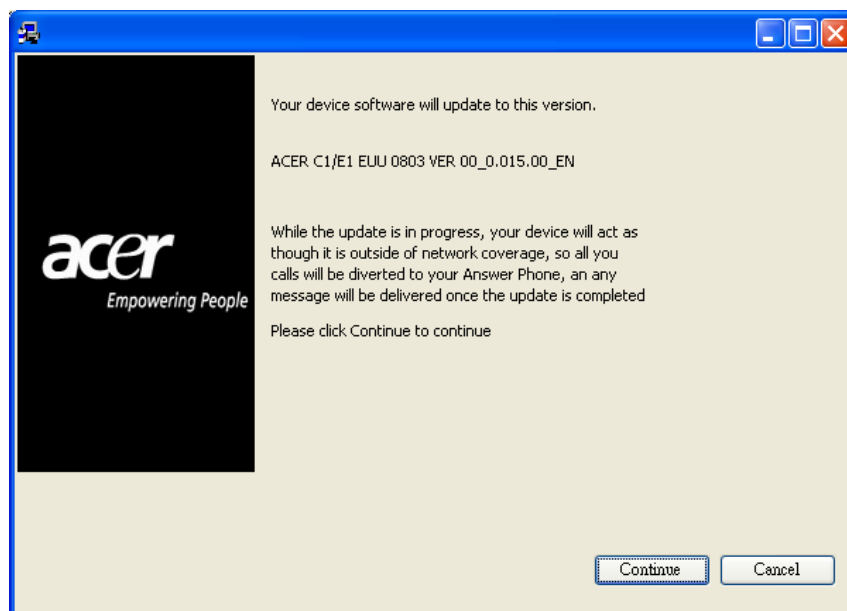 acer
Empowering People
Your device software will update to this version.
ACER C1/E1 EUU 0803 VER 00_0.015.00_EN
While the update is in progress, your device will act as
though it is outside of network coverage, so all you
calls will be diverted to your Answer Phone, an any
message will be delivered once the update is completed
Please click Continue to continue
Continue
Cancel